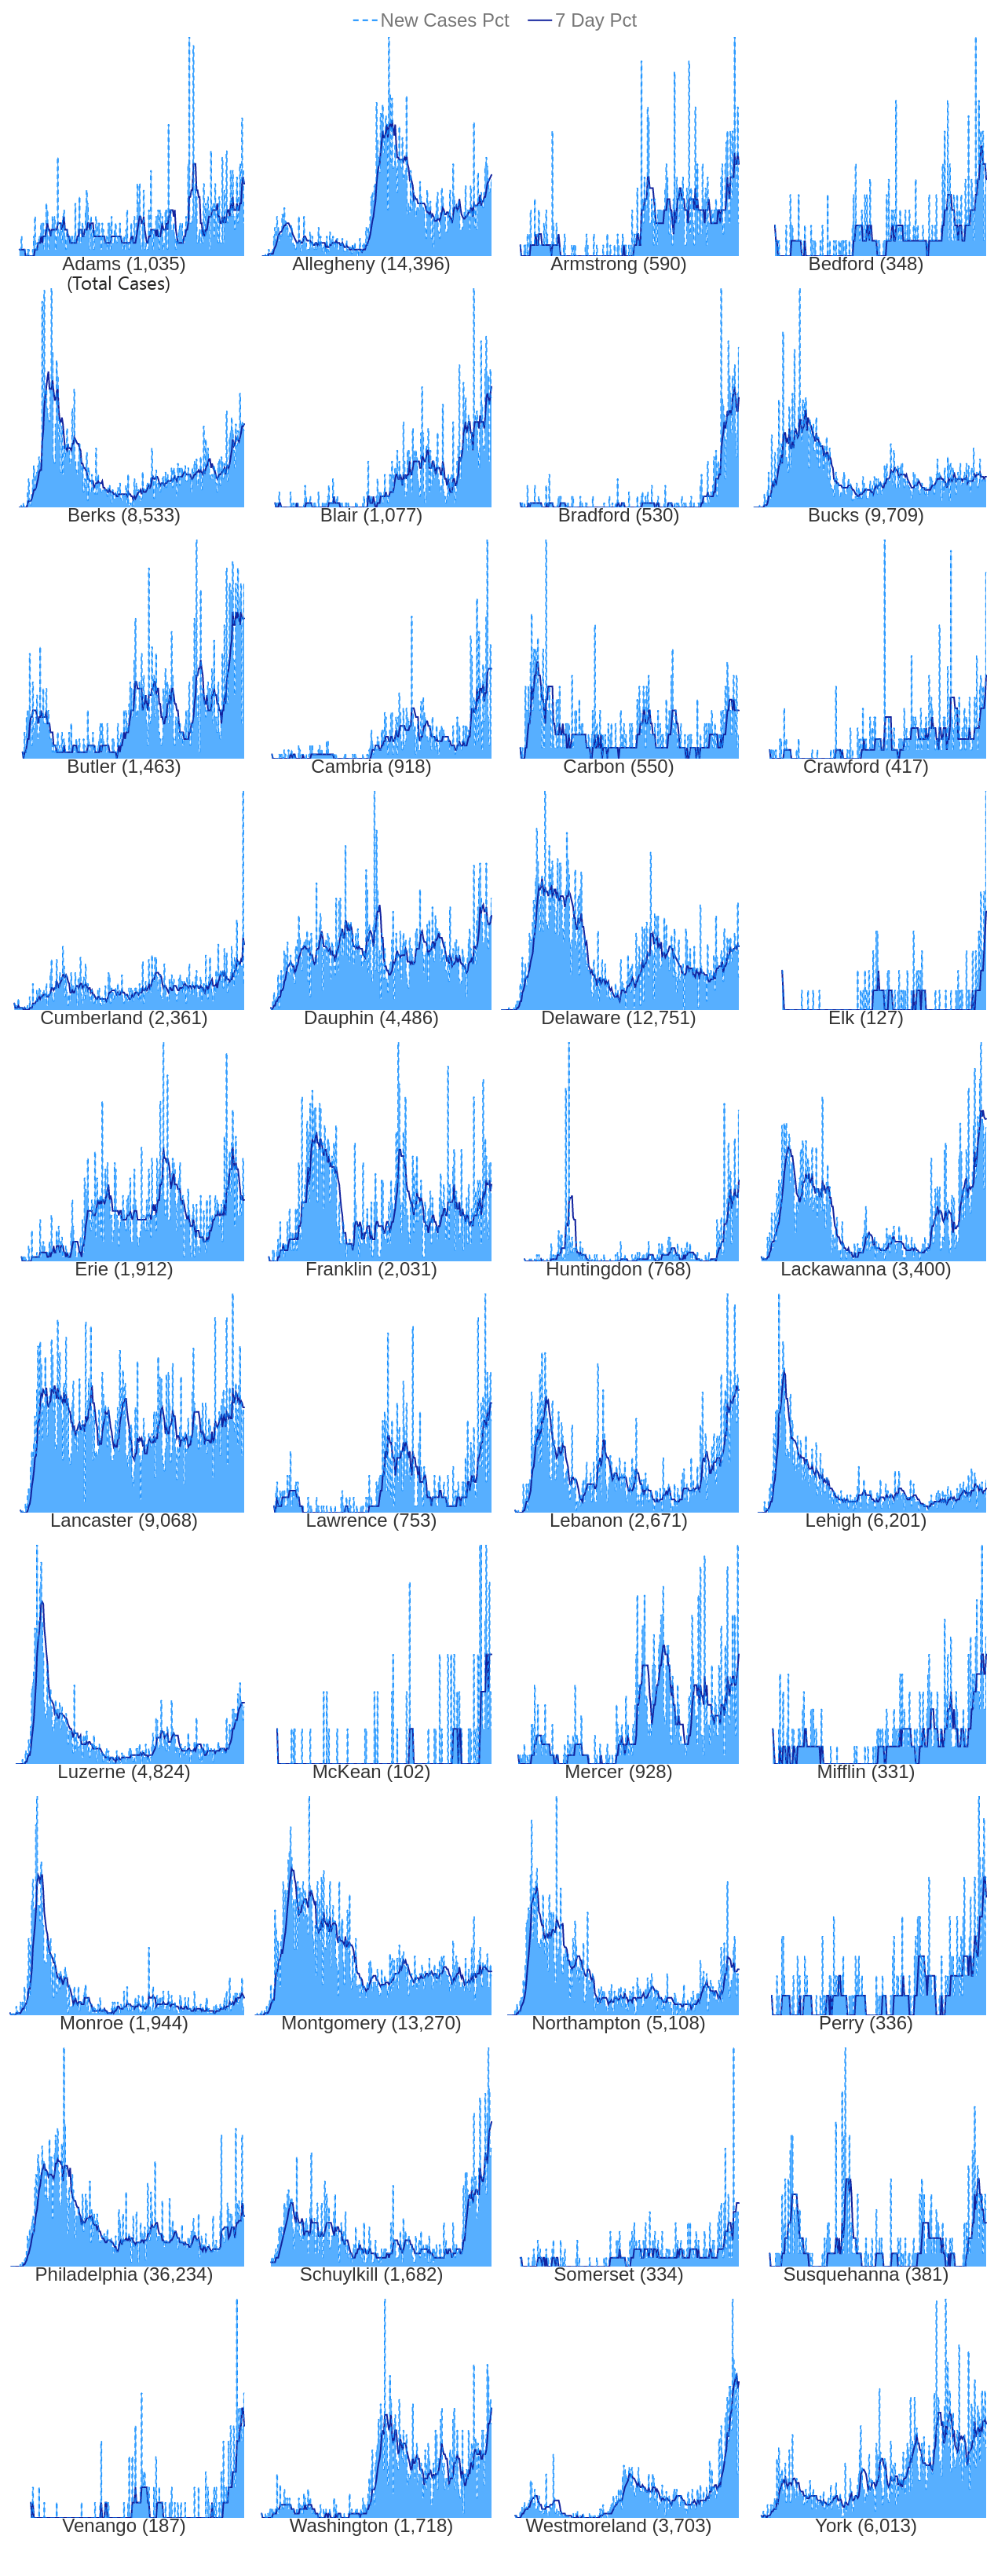 New Cases Pct 7 Day Pct
Adams (1,035) Allegheny (14,396) Armstrong (590) Bedford (348)
(Total Cases)
Berks (8,533) Blair (1,077) Bradford (530) Bucks (9,709)
Butler (1,463) Cambria (918) Carbon (550) Crawford (417)
Cumberland (2,361) Dauphin (4,486) Delaware (12,751) Elk (127)
Erie (1,912) Franklin (2,031) Huntingdon (768) Lackawanna (3,400)
Lancaster (9,068) Lawrence (753) Lebanon (2,671) Lehigh (6,201)
Luzerne (4,824) McKean (102) Mercer (928) Mifflin (331)
Monroe (1,944) Montgomery (13,270) Northampton (5,108) Perry (336)
Philadelphia (36,234) Schuylkill (1,682) Somerset (334) Susquehanna (381)
Venango (187) Washington (1,718) Westmoreland (3,703) York (6,013)